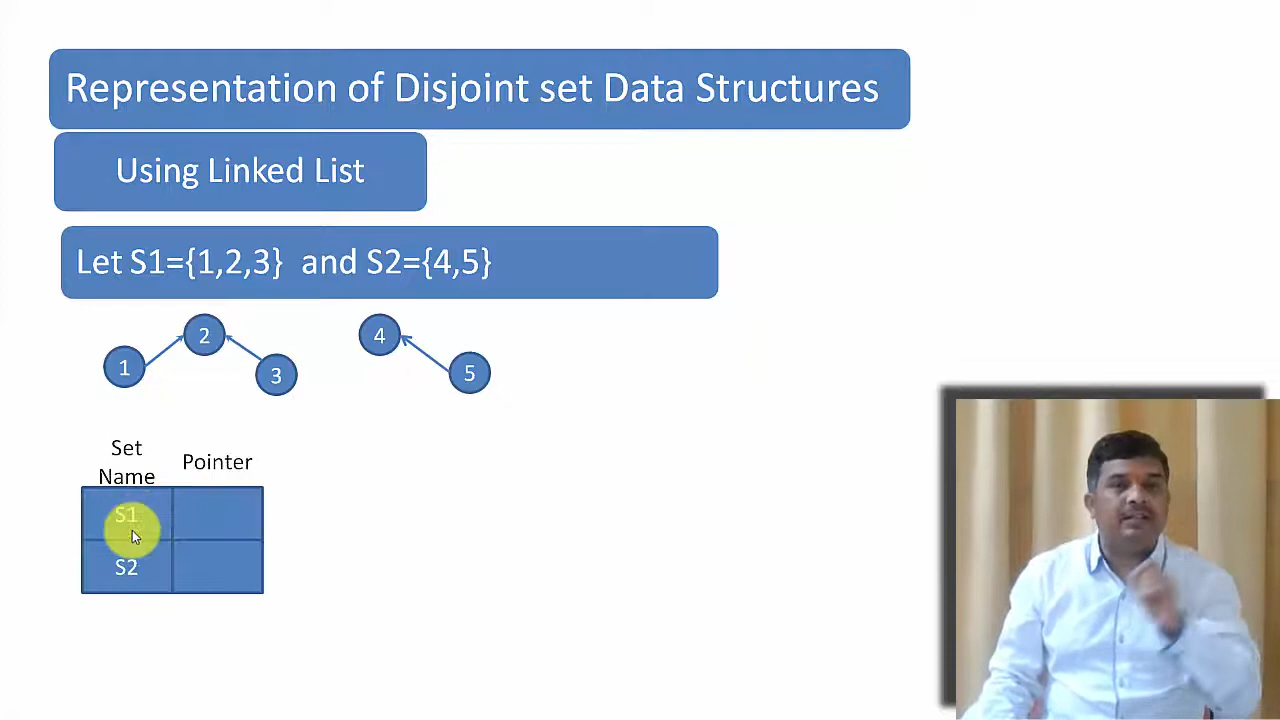 Representation of Disjoint set Data Structures
Using Linked List
Let S1={1,2,3} and S2={4,5}
2
4
1
3
5
Set
Name
Pointer
S1
S2